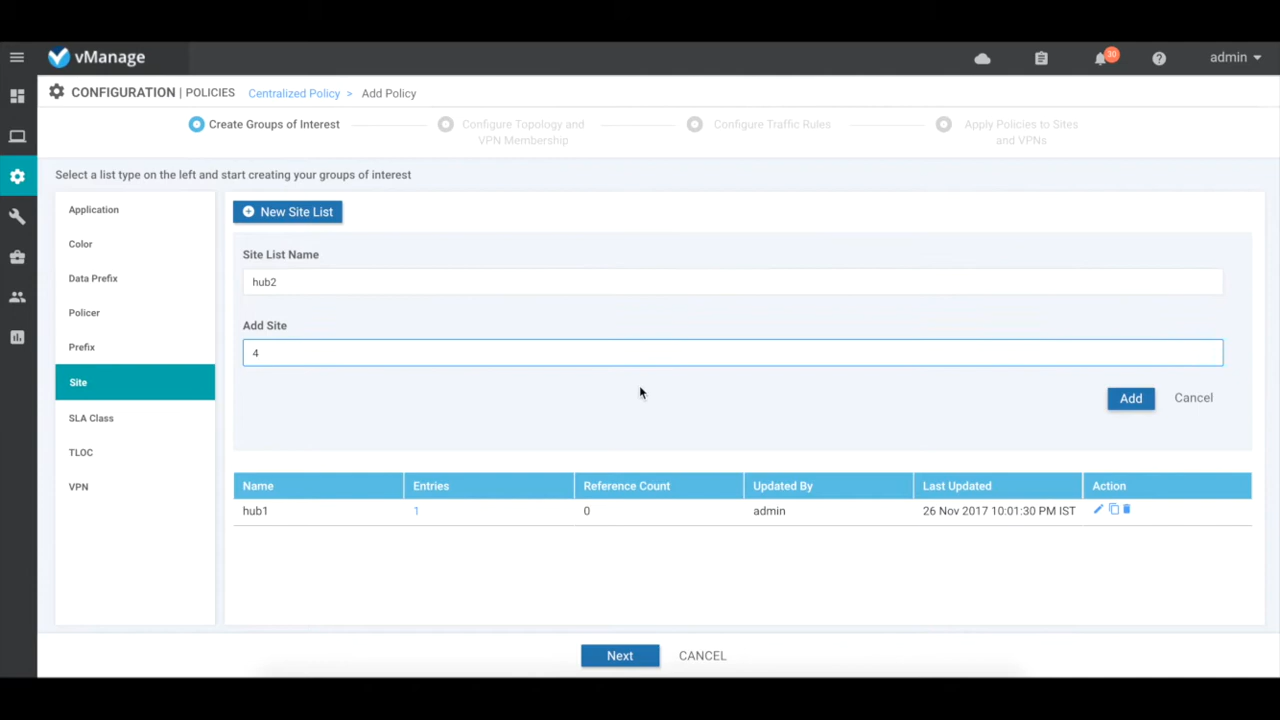 vManage
30
admin
CONFIGURATION | POLICIES Centralized Policy > Add Policy
Create Groups of Interest
Configure Topology and
VPN Membership
Configure Traffic Rules
Apply Policies to Sites
and VPNs
Select a list type on the left and start creating your groups of interest
Application
Color
Data Prefix
Policer
Prefix
Site
SLA Class
TLOC
VPN
New Site List
Site List Name
hub2
Add Site
4
Add Cancel
Name Entries Reference Count Updated By Last Updated Action
hub1 1 0 admin 26 Nov 2017 10:01:30 PM IST
Next CANCEL